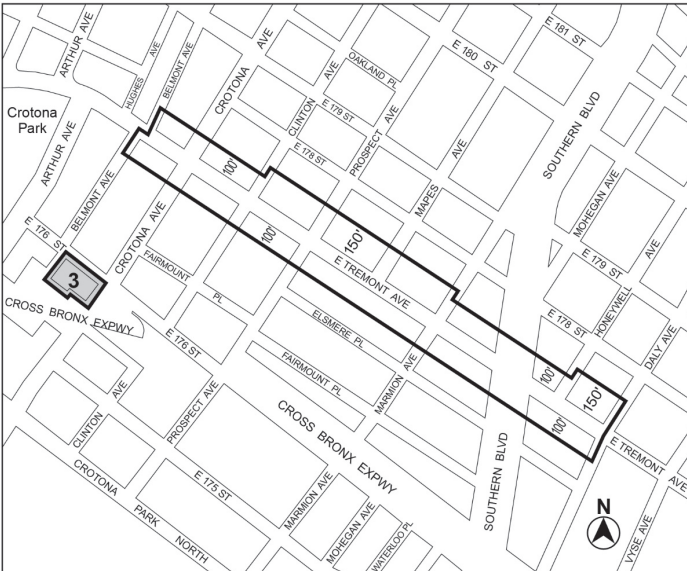 ARTHUR AVE
HUGHES AVE
BELMONT AVE
CROTONA AVE
OAKLAND PL
E 180 ST
E 181 ST
Crotona
Park
CLINTON AVE
E 179 ST
PROSPECT AVE
SOUTHERN BLVD
ARTHUR AVE
E 178 ST
100'
MAPES AVE
MOHEGAN AVE
BELMONT AVE
E 176 ST
CROTONA AVE
100'
150'
E TREMONT AVE
E 179 ST
HONEYWELL AVE
3
FAIRMOUNT PL
E 178 ST
CROSS BRONX EXPWY
ELSMERE PL
DALY AVE
E 176 ST
FAIRMOUNT PL
MARMION AVE
100'
150'
CLINTON AVE
PROSPECT AVE
CROSS BRONX EXPWY
100'
SOUTHERN BLVD
E TREMONT AVE
CROTONA PARK NORTH
E 175 ST
MARMION AVE
MOHEGAN AVE
WATERLOO PL
N
VYSE AVE